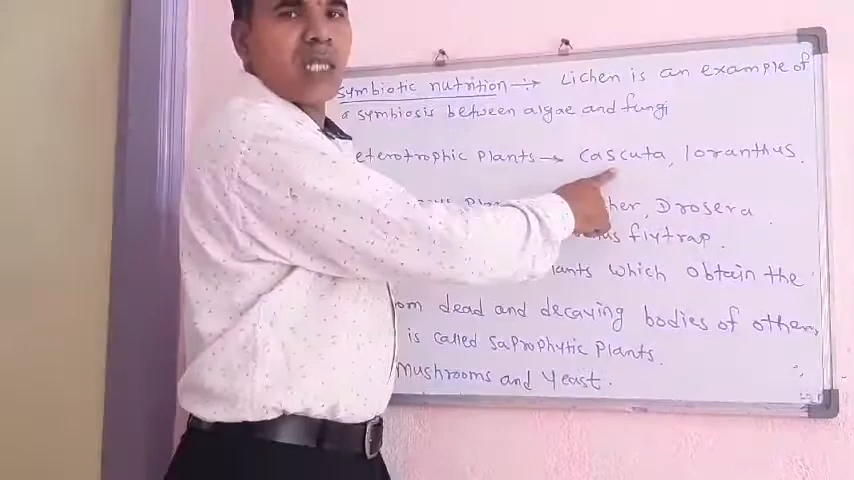 symbiotic nutrition → Lichen is an example of
a symbiosis between algae and fungi
eterotrophic plants → cascuta, loranthus.
her, Drosera
flytrap.
lants which obtain the
om dead and decaying bodies of others
is called saprophytic plants.
Mushrooms and Yeast.